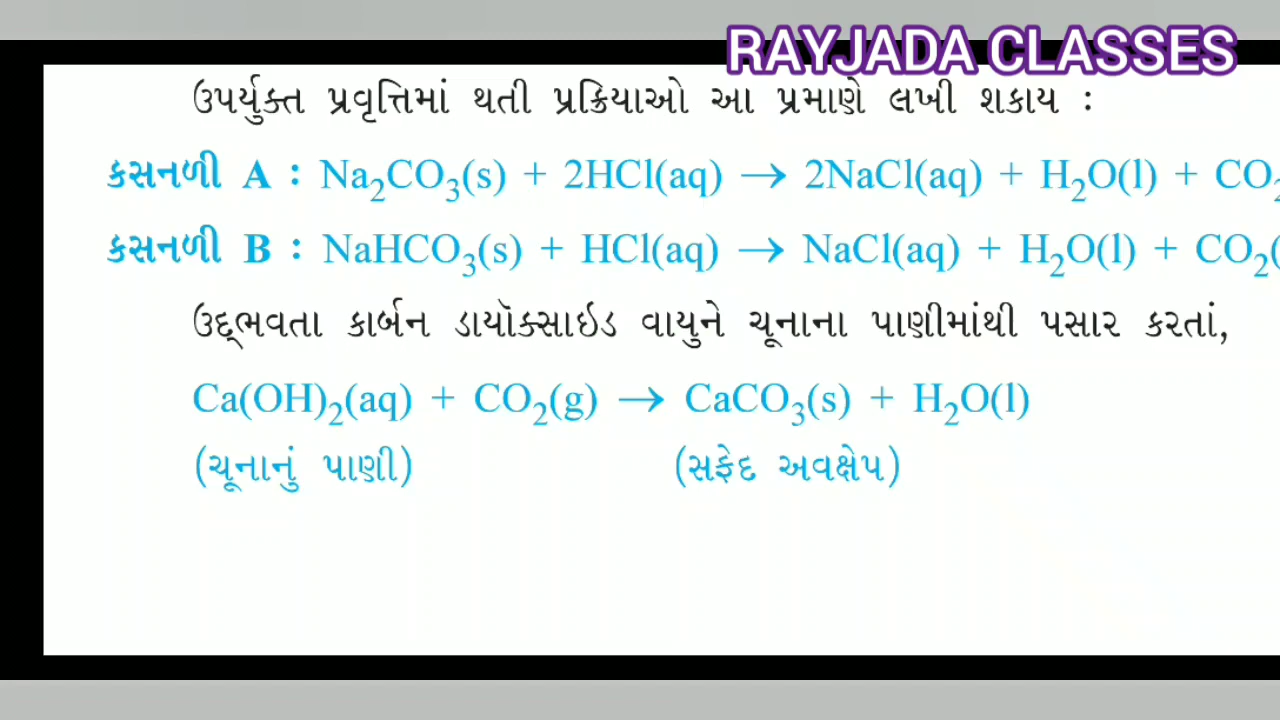 RAYJADA CLASSES
ઉપર્યુક્ત પ્રવૃત્તિમાં થતી પ્રક્રિયાઓ આ પ્રમાણે લખી શકાય :
કસનળી A : Na₂CO₃(s) + 2HCl(aq) → 2NaCl(aq) + H₂O(l) + CO₂
કસનળી B : NaHCO₃(s) + HCl(aq) → NaCl(aq) + H₂O(l) + CO₂(
ઉદ્ભવતા કાર્બન ડાયૉક્સાઇડ વાયુને ચૂનાના પાણીમાંથી પસાર કરતાં,
Ca(OH)₂(aq) + CO₂(g) → CaCO₃(s) + H₂O(l)
(ચૂનાનું પાણી) (સફેદ અવક્ષેપ)